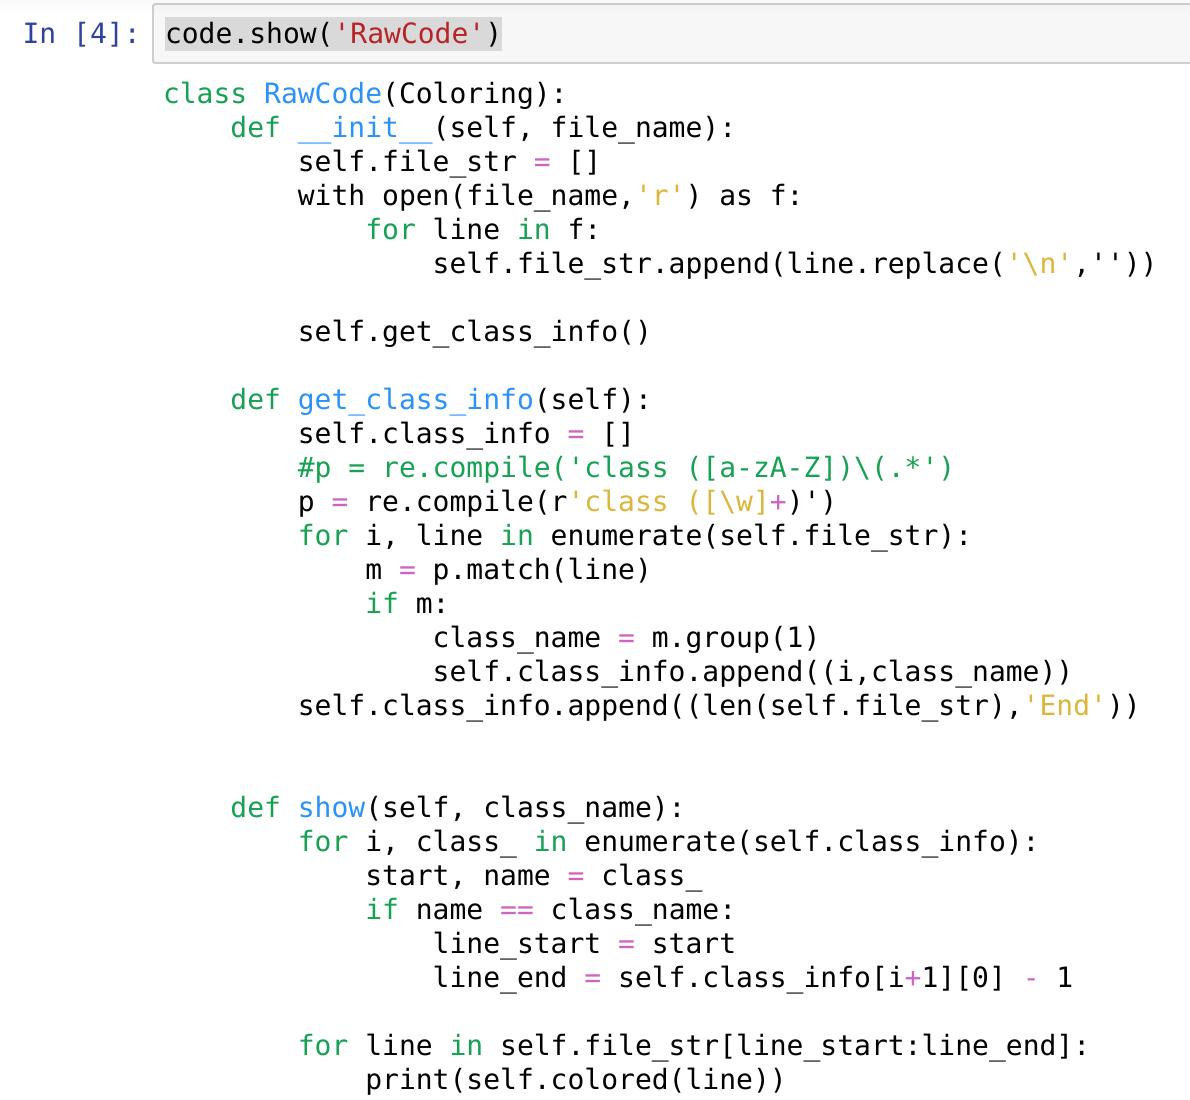 In [4]: code.show('RawCode')
class RawCode(Coloring):
    def __init__(self, file_name):
        self.file_str = []
        with open(file_name,'r') as f:
            for line in f:
                self.file_str.append(line.replace('\n',''))

        self.get_class_info()

    def get_class_info(self):
        self.class_info = []
        #p = re.compile('class ([a-zA-Z])\(.*')
        p = re.compile(r'class ([\w]+)')
        for i, line in enumerate(self.file_str):
            m = p.match(line)
            if m:
                class_name = m.group(1)
                self.class_info.append((i,class_name))
        self.class_info.append((len(self.file_str),'End'))


    def show(self, class_name):
        for i, class_ in enumerate(self.class_info):
            start, name = class_
            if name == class_name:
                line_start = start
                line_end = self.class_info[i+1][0] - 1

        for line in self.file_str[line_start:line_end]:
            print(self.colored(line))